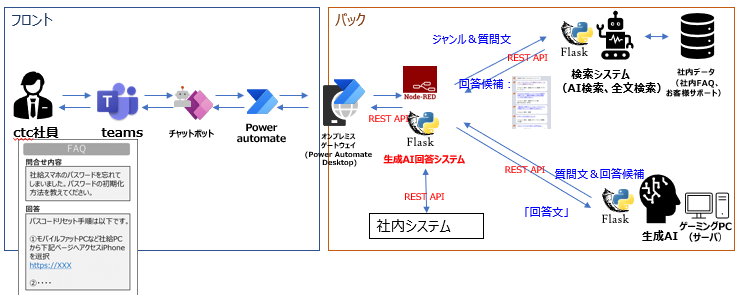 フロント
バック
ctc社員
teams
チャットボット
Power
automate
オンプレミス
ゲートウェイ
(Power Automate
Desktop)
REST API
Node-RED
Flask
生成AI回答システム
REST API
社内システム
ジャンル＆質問文
REST API
回答候補：
Flask
検索システム
（AI検索、全文検索）
社内データ
（社内FAQ、
お客様サポート）
REST API
質問文＆回答候補
「回答文」
Flask
生成AI
ゲーミングPC
（サーバ）
FAQ
問合せ内容
社給スマホのパスワードを忘れて
しまいました。パスワードの初期化
方法を教えてください。
回答
パスコードリセット手順は以下です。
①モバイルファットPCなど社給PC
から下記ページへアクセスiPhone
を選択
https://XXX
②・・・・